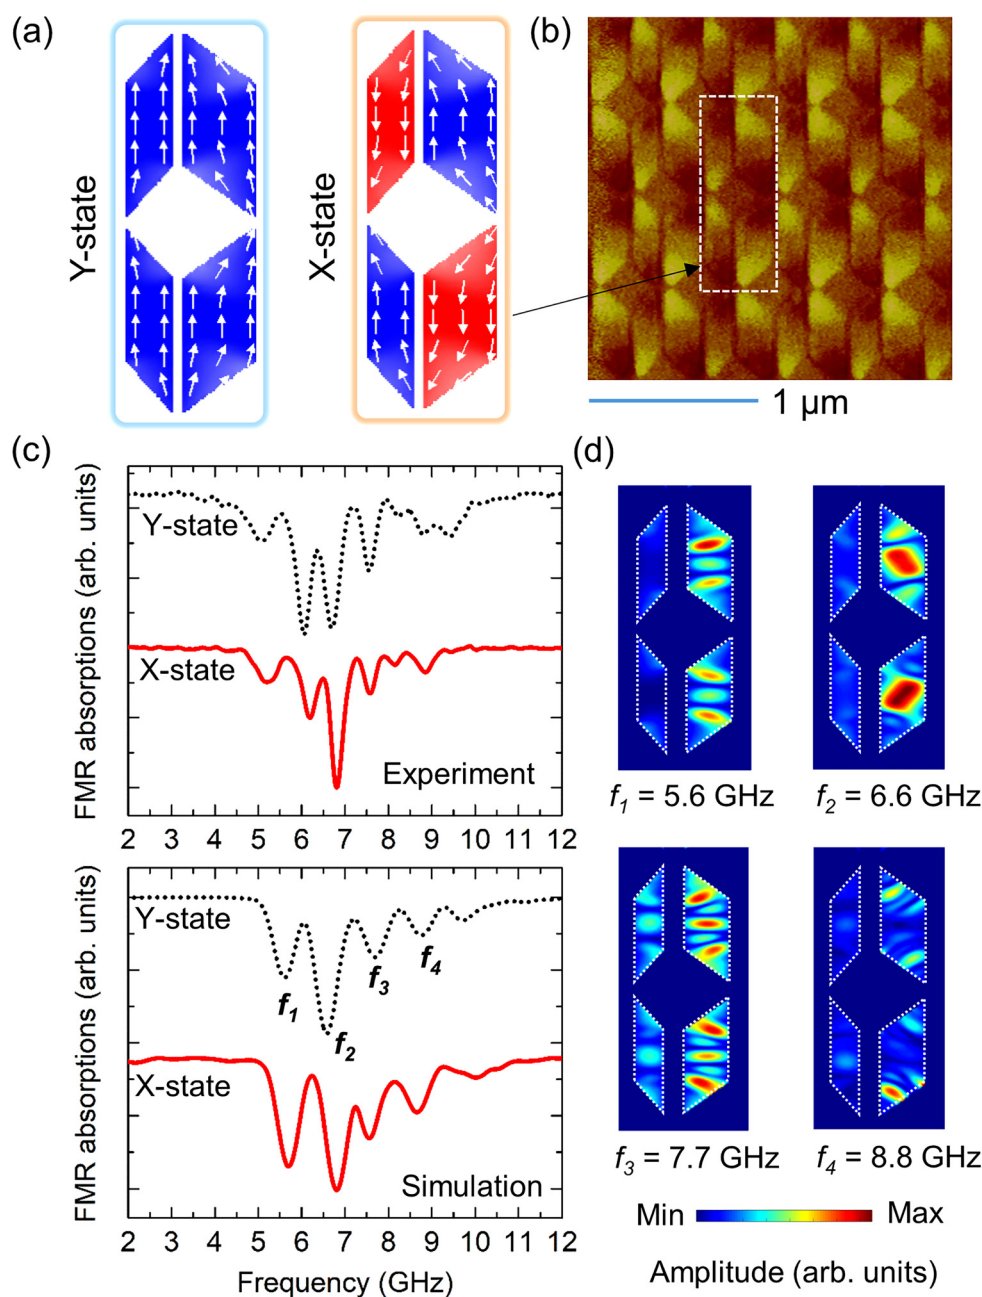 (a)
Y-state
X-state
(b)
1 μm
(c)
FMR absorptions (arb. units)
Y-state
X-state
Experiment
2 3 4 5 6 7 8 9 10 11 12
FMR absorptions (arb. units)
Y-state
f1
f2
f3
f4
X-state
Simulation
2 3 4 5 6 7 8 9 10 11 12
Frequency (GHz)
(d)
f1 = 5.6 GHz
f2 = 6.6 GHz
f3 = 7.7 GHz
f4 = 8.8 GHz
Min Max
Amplitude (arb. units)